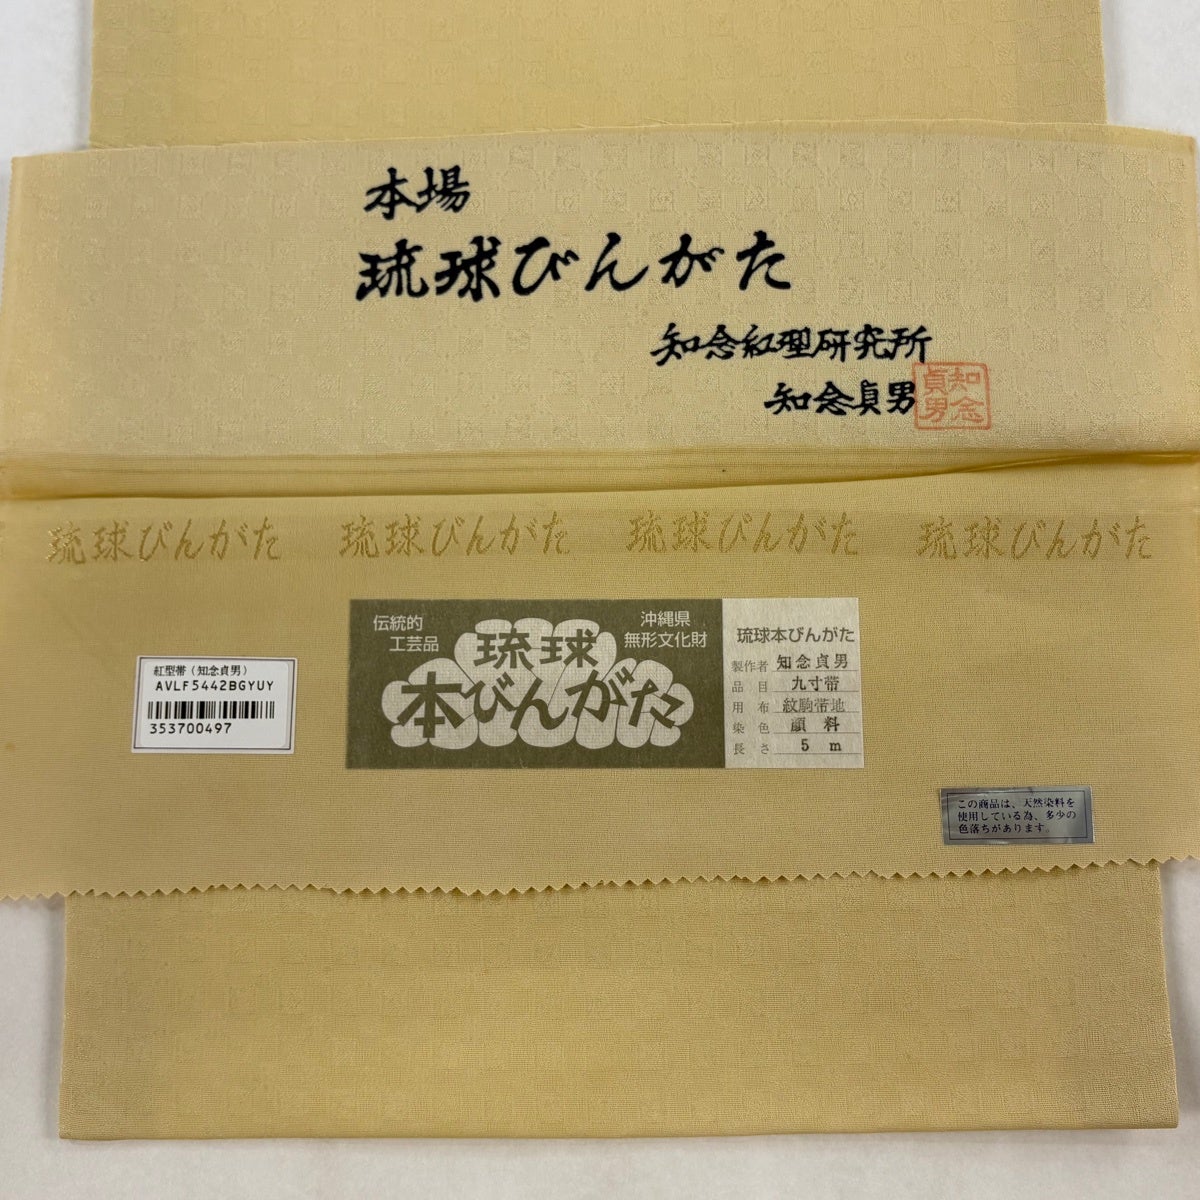 本場
琉球びんがた
知念紅型研究所
知念貞男
知念
貞男
琉球びんがた 琉球びんがた 琉球びんがた 琉球びんがた
紅型帯(知念貞男)
AVLF5442BGYUY
353700497
伝統的
工芸品
琉球
本びんがた
沖縄県
無形文化財
琉球本びんがた
製作者 知念貞男
品目 九寸帯
用布 紋駒帯地
染色 顔料
長さ 5 m
この商品は、天然染料を
使用している為、多少の
色落ちがあります。